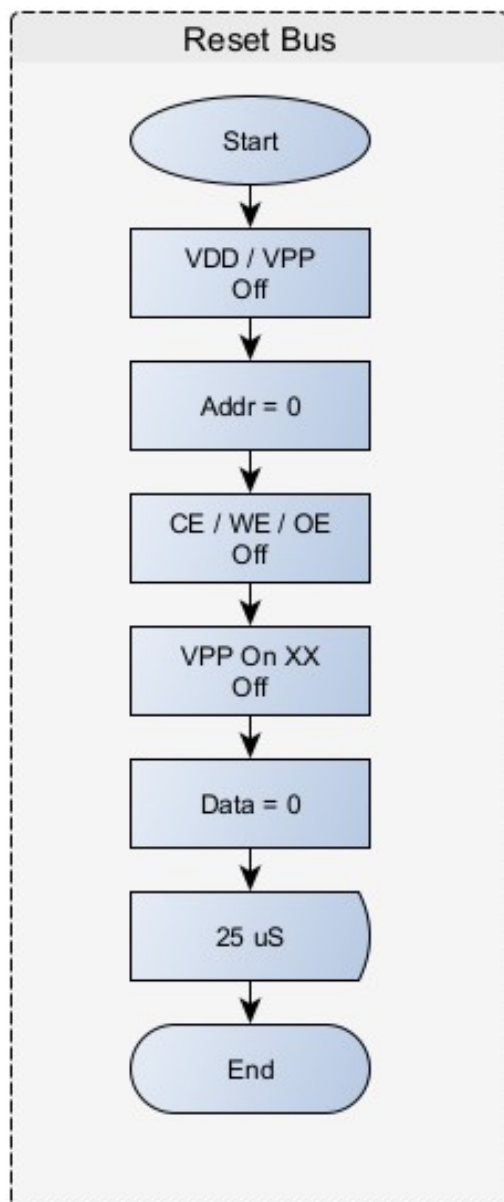 Reset Bus
Start
VDD / VPP
Off
Addr = 0
CE / WE / OE
Off
VPP On XX
Off
Data = 0
25 uS
End